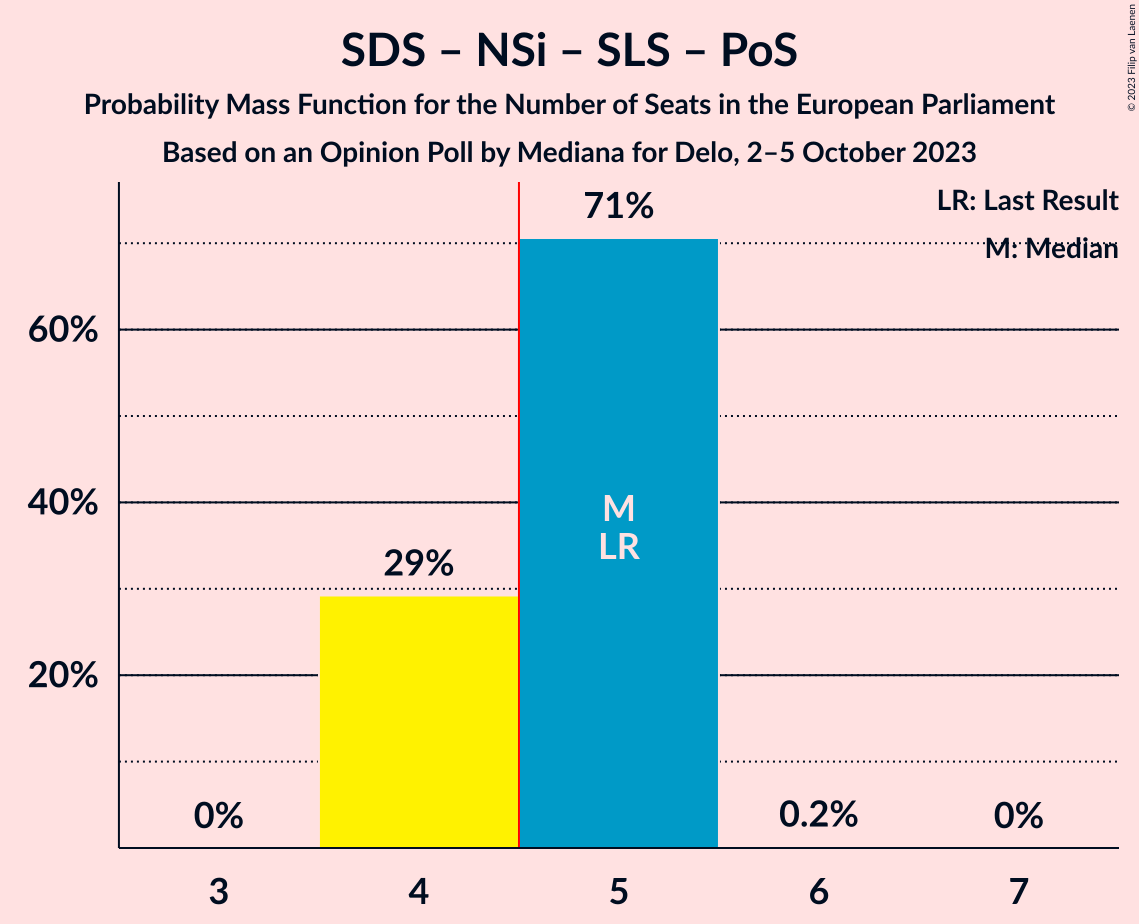 SDS – NSi – SLS – PoS
Probability Mass Function for the Number of Seats in the European Parliament
Based on an Opinion Poll by Mediana for Delo, 2–5 October 2023
© 2023 Filip van Laenen
LR: Last Result
M: Median
60%
40%
20%
0%
29%
71%
M
LR
0.2%
0%
3
4
5
6
7